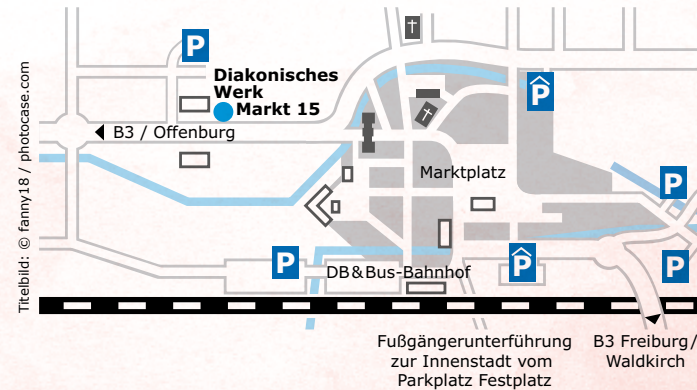 P
Diakonisches
Werk
Markt 15
P
B3 / Offenburg
Marktplatz
P
P
P
P
DB&Bus-Bahnhof
Fußgängerunterführung
zur Innenstadt vom
Parkplatz Festplatz
B3 Freiburg/
Waldkirch
Titelbild: © fanny18 / photocase.com